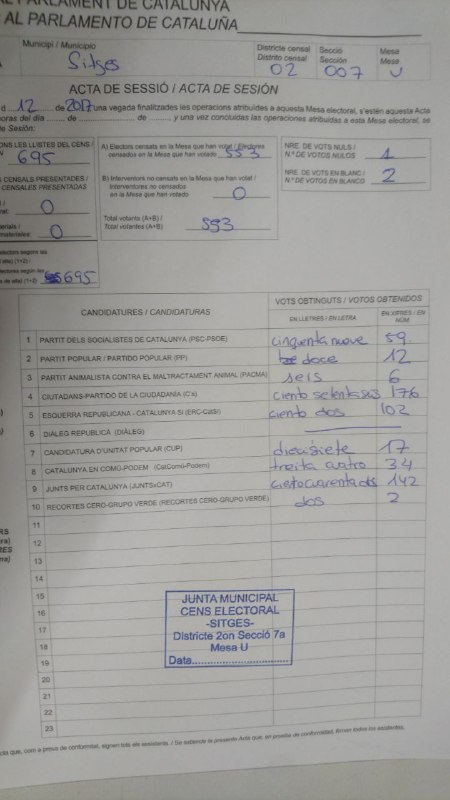 AL PARLAMENT DE CATALUNYA
AL PARLAMENTO DE CATALUÑA
Municipi / Municipio
Sitges
Districte censal
Distrito censal
02
Secció
Sección
007
Mesa
Mesa
U
ACTA DE SESSIÓ / ACTA DE SESIÓN
d 12 de 2017 una vegada finalitzades les operacions atribuïdes a aquesta Mesa electoral, s'estén aquesta Acta
horas del día de de y una vez concluidas las operaciones atribuidas a esta Mesa electoral, se
de Sesión:
ONS LES LLISTES DEL CENS /
695
CENSALS PRESENTADES /
CENSALES PRESENTADAS
0
0
electors segons les
electores según las
695
A) Electors censats en la Mesa que han votat / Electores
censados en la Mesa que han votado
553
B) Interventors no censats en la Mesa que han votat /
Interventores no censados
en la Mesa que han votado
0
Total votants (A+B) /
Total votantes (A+B)
553
NRE. DE VOTS NULS /
N.º DE VOTOS NULOS
1
NRE. DE VOTS EN BLANC /
N.º DE VOTOS EN BLANCO
2
CANDIDATURES / CANDIDATURAS
VOTS OBTINGUTS / VOTOS OBTENIDOS
EN LLETRES / EN LETRA
EN XIFRES / EN NÚM
1 PARTIT DELS SOCIALISTES DE CATALUNYA (PSC-PSOE) cinquenta nueve 59
2 PARTIT POPULAR / PARTIDO POPULAR (PP) doce 12
3 PARTIT ANIMALISTA CONTRA EL MALTRACTAMENT ANIMAL (PACMA) seis 6
4 CIUTADANS-PARTIDO DE LA CIUDADANÍA (C's) ciento setentaseis 176
5 ESQUERRA REPUBLICANA - CATALUNYA SÍ (ERC-CatSí) ciento dos 102
6 DIÀLEG REPUBLICÀ (DIÀLEG)
7 CANDIDATURA D'UNITAT POPULAR (CUP) diecisiete 17
8 CATALUNYA EN COMÚ-PODEM (CatComú-Podem) treita cuatro 34
9 JUNTS PER CATALUNYA (JUNTSxCAT) cientocuarentados 142
10 RECORTES CERO-GRUPO VERDE (RECORTES CERO-GRUPO VERDE) dos 2
11
12
13
14
15
16
17
18
19
20
21
22
23
JUNTA MUNICIPAL
CENS ELECTORAL
-SITGES-
Districte 2on Secció 7a
Mesa U
Data
acta que, com a prova de conformitat, signen tots els assistents. / Se extiende la presente Acta que, en prueba de conformidad, firman todos los asistentes.